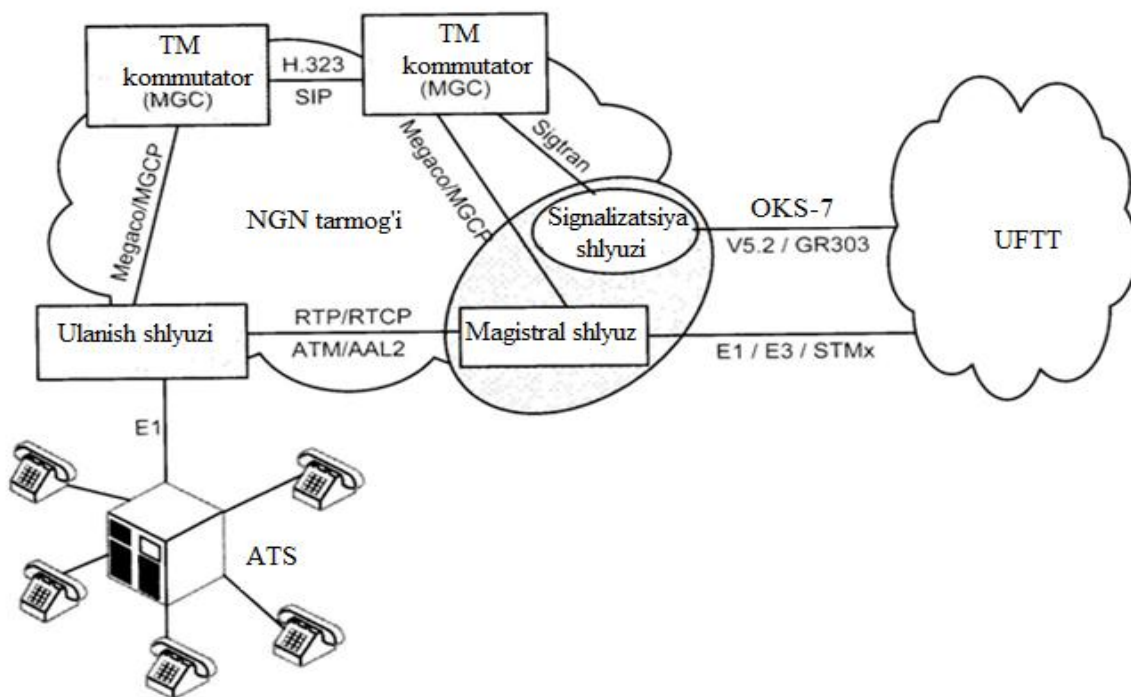 TM
kommutator
(MGC)
H.323
SIP
TM
kommutator
(MGC)
Megaco/MGCP
Megaco/MGCP
Sigtran
NGN tarmog'i
Signalizatsiya
shlyuzi
OKS-7
V5.2 / GR303
UFTT
Ulanish shlyuzi
RTP/RTCP
ATM/AAL2
Magistral shlyuz
E1 / E3 / STMx
E1
ATS